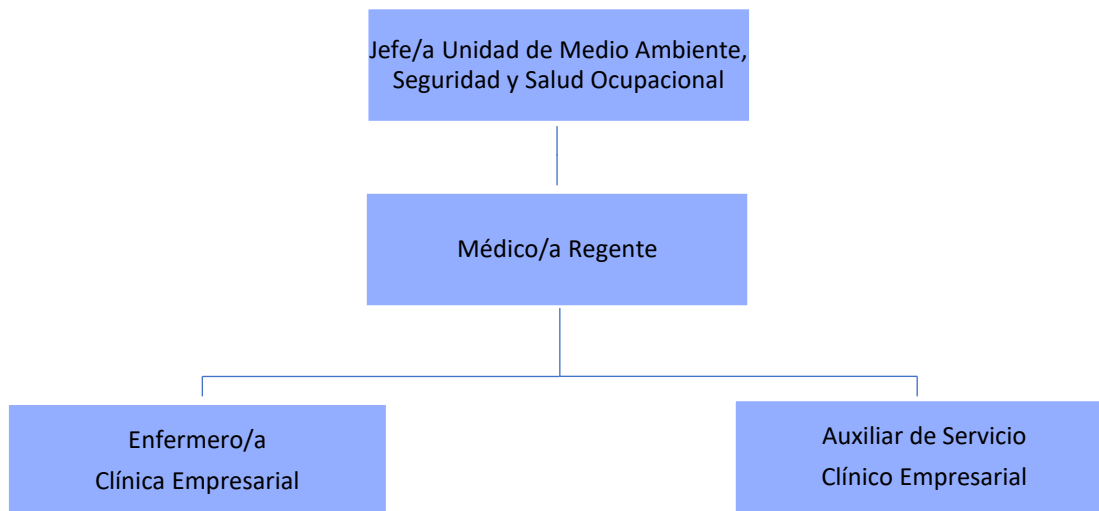 Jefe/a Unidad de Medio Ambiente,
Seguridad y Salud Ocupacional
Médico/a Regente
Enfermero/a
Clínica Empresarial
Auxiliar de Servicio
Clínico Empresarial